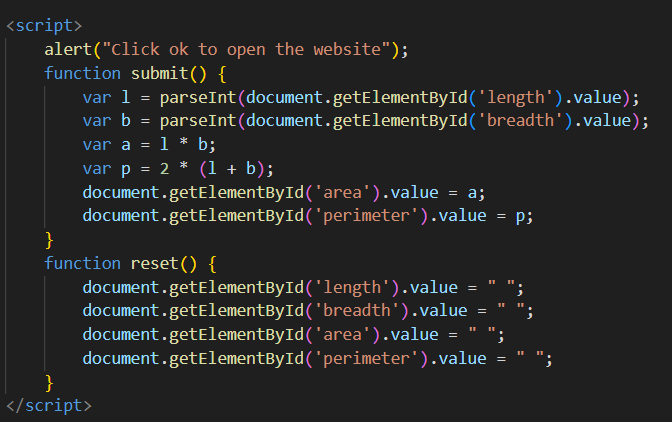 <script>
    alert("Click ok to open the website");
    function submit() {
        var l = parseInt(document.getElementById('length').value);
        var b = parseInt(document.getElementById('breadth').value);
        var a = l * b;
        var p = 2 * (l + b);
        document.getElementById('area').value = a;
        document.getElementById('perimeter').value = p;
    }
    function reset() {
        document.getElementById('length').value = " ";
        document.getElementById('breadth').value = " ";
        document.getElementById('area').value = " ";
        document.getElementById('perimeter').value = " ";
    }
</script>